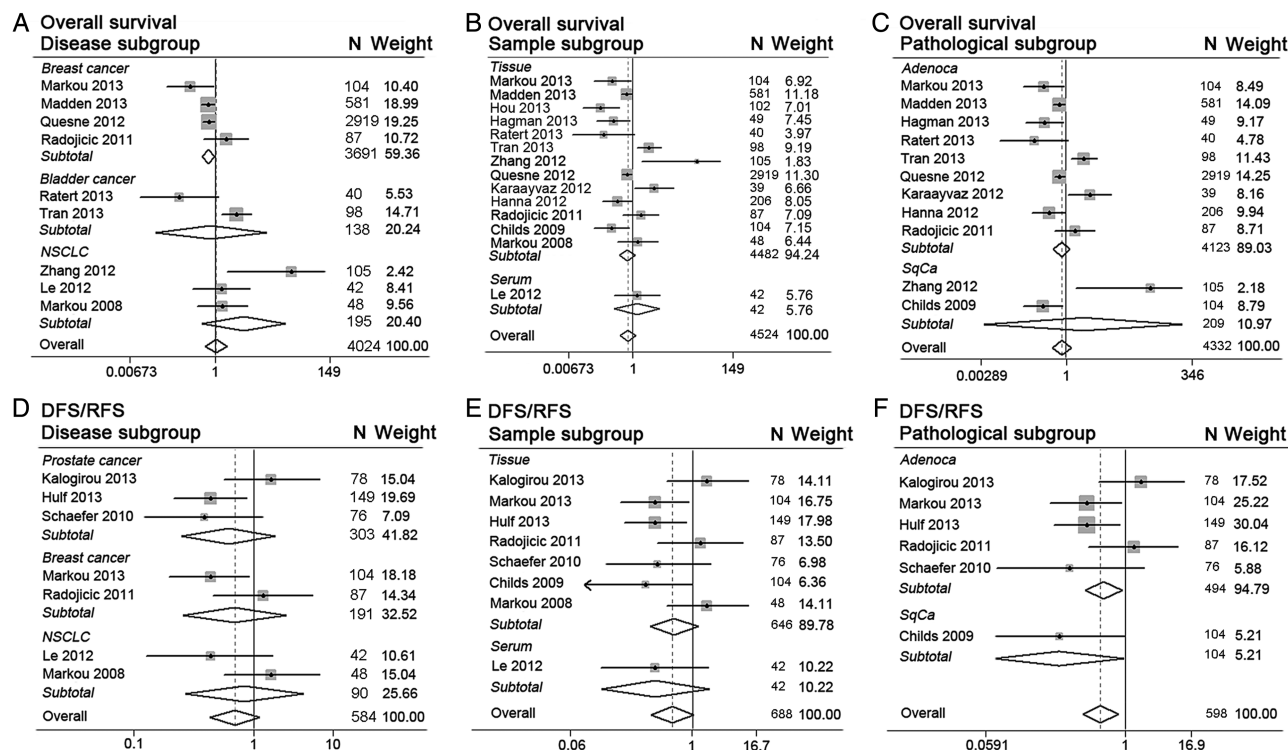 A Overall survival
Disease subgroup N Weight
Breast cancer
Markou 2013 104 10.40
Madden 2013 581 18.99
Quesne 2012 2919 19.25
Radojicic 2011 87 10.72
Subtotal 3691 59.36
Bladder cancer
Ratert 2013 40 5.53
Tran 2013 98 14.71
Subtotal 138 20.24
NSCLC
Zhang 2012 105 2.42
Le 2012 42 8.41
Markou 2008 48 9.56
Subtotal 195 20.40
Overall 4024 100.00
0.00673 1 149
B Overall survival
Sample subgroup N Weight
Tissue
Markou 2013 104 6.92
Madden 2013 581 11.18
Hou 2013 102 7.01
Hagman 2013 49 7.45
Ratert 2013 40 3.97
Tran 2013 98 9.19
Zhang 2012 105 1.83
Quesne 2012 2919 11.30
Karaayvaz 2012 39 6.66
Hanna 2012 206 8.05
Radojicic 2011 87 7.09
Childs 2009 104 7.15
Markou 2008 48 6.44
Subtotal 4482 94.24
Serum
Le 2012 42 5.76
Subtotal 42 5.76
Overall 4524 100.00
0.00673 1 149
C Overall survival
Pathological subgroup N Weight
Adenoca
Markou 2013 104 8.49
Madden 2013 581 14.09
Hagman 2013 49 9.17
Ratert 2013 40 4.78
Tran 2013 98 11.43
Quesne 2012 2919 14.25
Karaayvaz 2012 39 8.16
Hanna 2012 206 9.94
Radojicic 2011 87 8.71
Subtotal 4123 89.03
SqCa
Zhang 2012 105 2.18
Childs 2009 104 8.79
Subtotal 209 10.97
Overall 4332 100.00
0.00289 1 346
D DFS/RFS
Disease subgroup N Weight
Prostate cancer
Kalogirou 2013 78 15.04
Hulf 2013 149 19.69
Schaefer 2010 76 7.09
Subtotal 303 41.82
Breast cancer
Markou 2013 104 18.18
Radojicic 2011 87 14.34
Subtotal 191 32.52
NSCLC
Le 2012 42 10.61
Markou 2008 48 15.04
Subtotal 90 25.66
Overall 584 100.00
0.1 1 10
E DFS/RFS
Sample subgroup N Weight
Tissue
Kalogirou 2013 78 14.11
Markou 2013 104 16.75
Hulf 2013 149 17.98
Radojicic 2011 87 13.50
Schaefer 2010 76 6.98
Childs 2009 104 6.36
Markou 2008 48 14.11
Subtotal 646 89.78
Serum
Le 2012 42 10.22
Subtotal 42 10.22
Overall 688 100.00
0.06 1 16.7
F DFS/RFS
Pathological subgroup N Weight
Adenoca
Kalogirou 2013 78 17.52
Markou 2013 104 25.22
Hulf 2013 149 30.04
Radojicic 2011 87 16.12
Schaefer 2010 76 5.88
Subtotal 494 94.79
SqCa
Childs 2009 104 5.21
Subtotal 104 5.21
Overall 598 100.00
0.0591 1 16.9